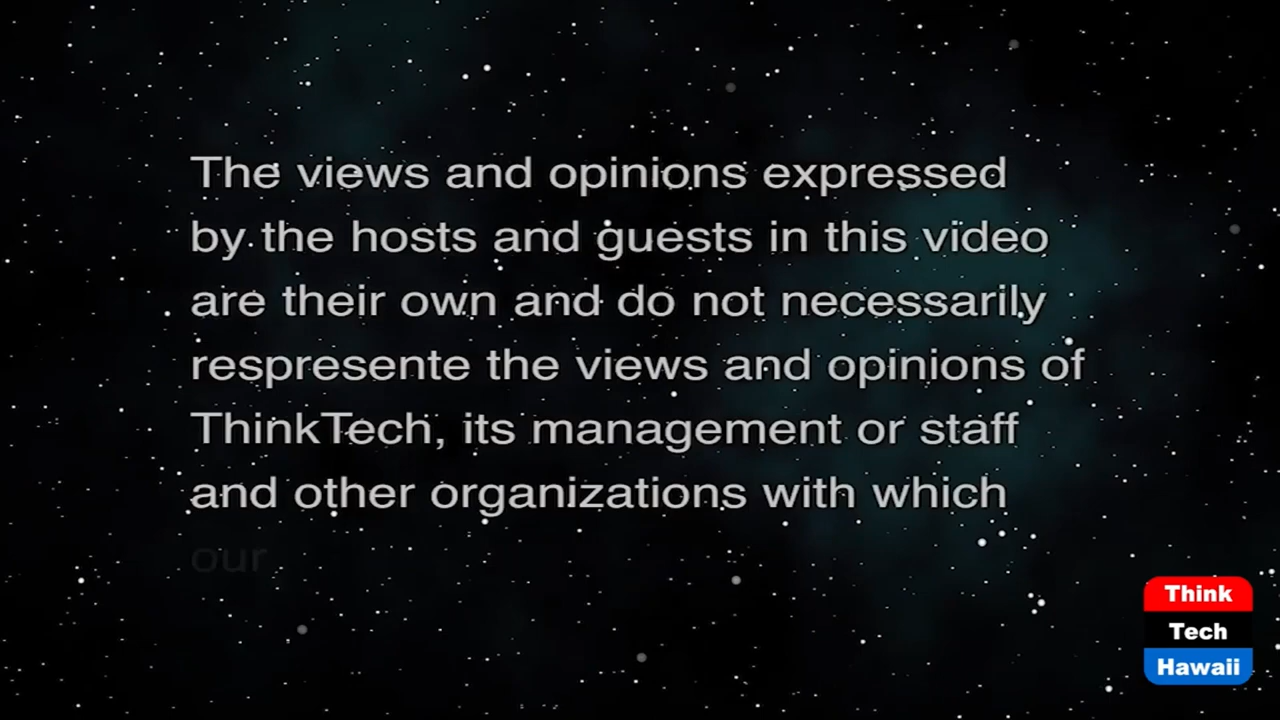 The views and opinions expressed
by the hosts and guests in this video
are their own and do not necessarily
respresente the views and opinions of
ThinkTech, its management or staff
and other organizations with which
our
Think
Tech
Hawaii